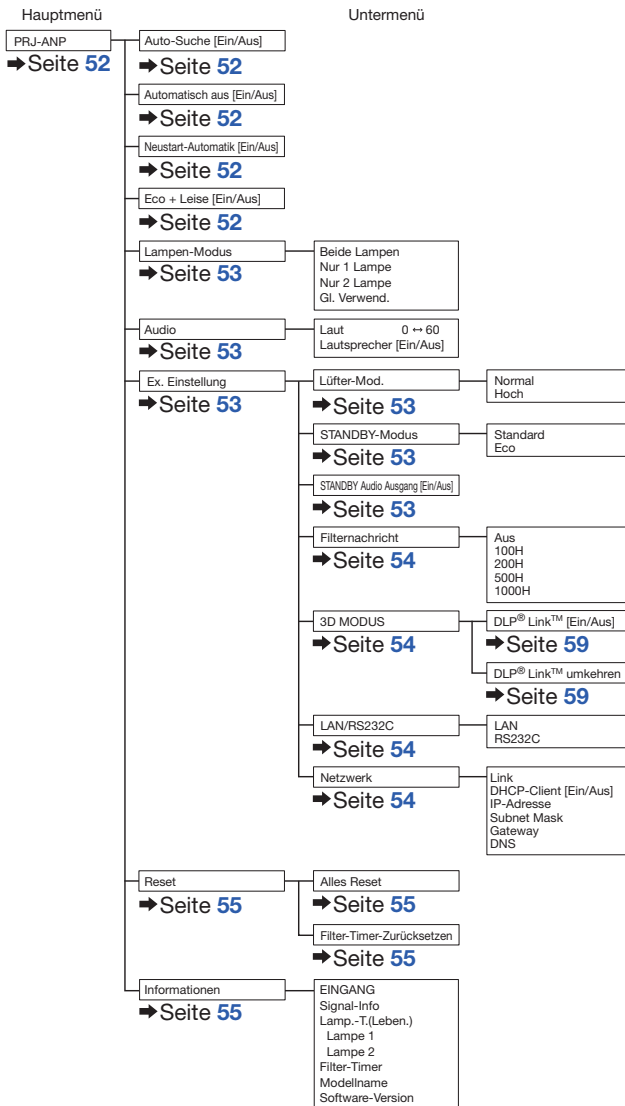 Hauptmenü
Untermenü
PRJ-ANP
➡Seite 52
Auto-Suche [Ein/Aus]
➡Seite 52
Automatisch aus [Ein/Aus]
➡Seite 52
Neustart-Automatik [Ein/Aus]
➡Seite 52
Eco + Leise [Ein/Aus]
➡Seite 52
Lampen-Modus
➡Seite 53
Beide Lampen
Nur 1 Lampe
Nur 2 Lampe
Gl. Verwend.
Audio
➡Seite 53
Laut 0 ↔ 60
Lautsprecher [Ein/Aus]
Ex. Einstellung
➡Seite 53
Lüfter-Mod.
➡Seite 53
Normal
Hoch
STANDBY-Modus
➡Seite 53
Standard
Eco
STANDBY Audio Ausgang [Ein/Aus]
➡Seite 53
Filternachricht
➡Seite 54
Aus
100H
200H
500H
1000H
3D MODUS
➡Seite 54
DLP® Link™ [Ein/Aus]
➡Seite 59
DLP® Link™ umkehren
➡Seite 59
LAN/RS232C
➡Seite 54
LAN
RS232C
Netzwerk
➡Seite 54
Link
DHCP-Client [Ein/Aus]
IP-Adresse
Subnet Mask
Gateway
DNS
Reset
➡Seite 55
Alles Reset
➡Seite 55
Filter-Timer-Zurücksetzen
➡Seite 55
Informationen
➡Seite 55
EINGANG
Signal-Info
Lamp.-T.(Leben.)
Lampe 1
Lampe 2
Filter-Timer
Modellname
Software-Version